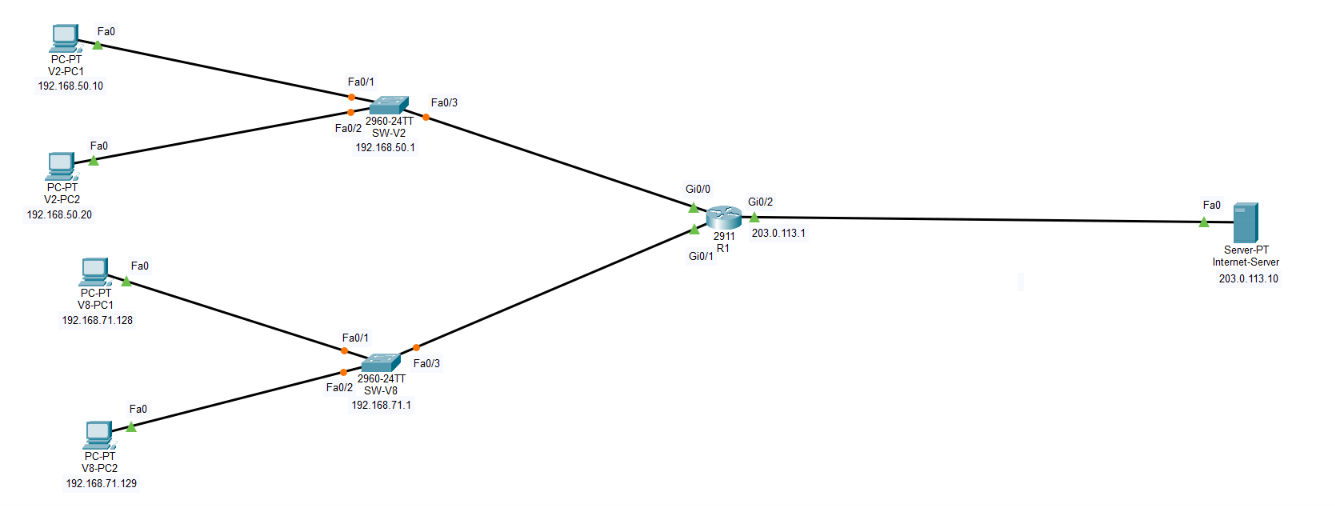 Fa0
PC-PT
V2-PC1
192.168.50.10
Fa0/1
Fa0/3
Fa0/2
2960-24TT
SW-V2
192.168.50.1
Fa0
PC-PT
V2-PC2
192.168.50.20
Gi0/0
Gi0/2
203.0.113.1
2911
R1
Gi0/1
Fa0
Server-PT
Internet-Server
203.0.113.10
Fa0
PC-PT
V8-PC1
192.168.71.128
Fa0/1
Fa0/3
Fa0/2
2960-24TT
SW-V8
192.168.71.1
Fa0
PC-PT
V8-PC2
192.168.71.129